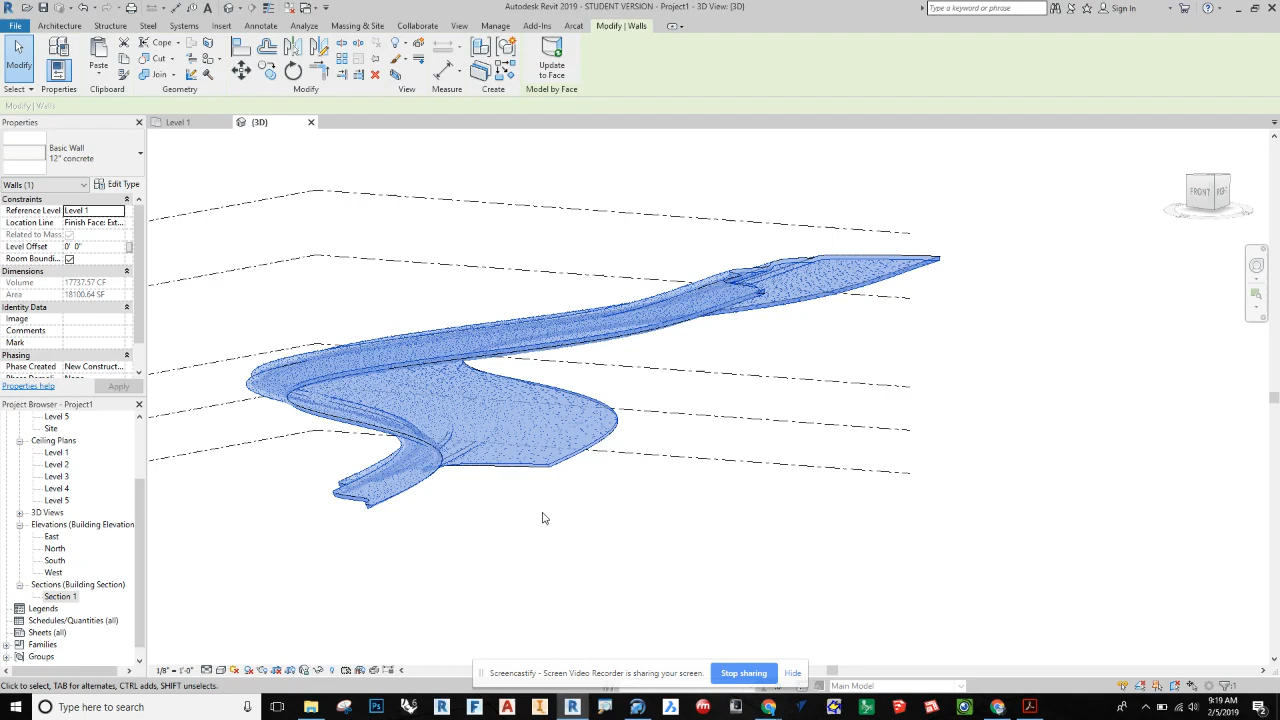 Autodesk Revit 2019 - STUDENT VERSION - Project1 - 3D View: {3D}
Type a keyword or phrase
Sign In
File
Architecture
Structure
Steel
Systems
Insert
Annotate
Analyze
Massing & Site
Collaborate
View
Manage
Add-Ins
Arcat
Modify | Walls
Cope
Cut
Join
Modify
Paste
Update
to Face
Select
Properties
Clipboard
Geometry
Modify
View
Measure
Create
Model by Face
Modify | Walls
Properties
Level 1
{3D}
Basic Wall
12" concrete
Walls (1)
Edit Type
Constraints
Reference Level
Level 1
Location Line
Finish Face: Ext...
Related to Mass
Level Offset
0' 0"
Room Boundi...
Dimensions
Volume
17737.57 CF
Area
18100.64 SF
Identity Data
Image
Comments
Mark
Phasing
Phase Created
New Construct...
Properties help
Apply
Project Browser - Project1
Level 5
Site
Ceiling Plans
Level 1
Level 2
Level 3
Level 4
Level 5
3D Views
Elevations (Building Elevation
East
North
South
West
Sections (Building Section)
Section 1
Legends
Schedules/Quantities (all)
Sheets (all)
Families
Groups
FRONT
1/8" = 1'-0"
Screencastify - Screen Video Recorder is sharing your screen.
Stop sharing
Hide
Click to select, TAB for alternates, CTRL adds, SHIFT unselects.
Main Model
:1
Type here to search
9:19 AM
2/5/2019